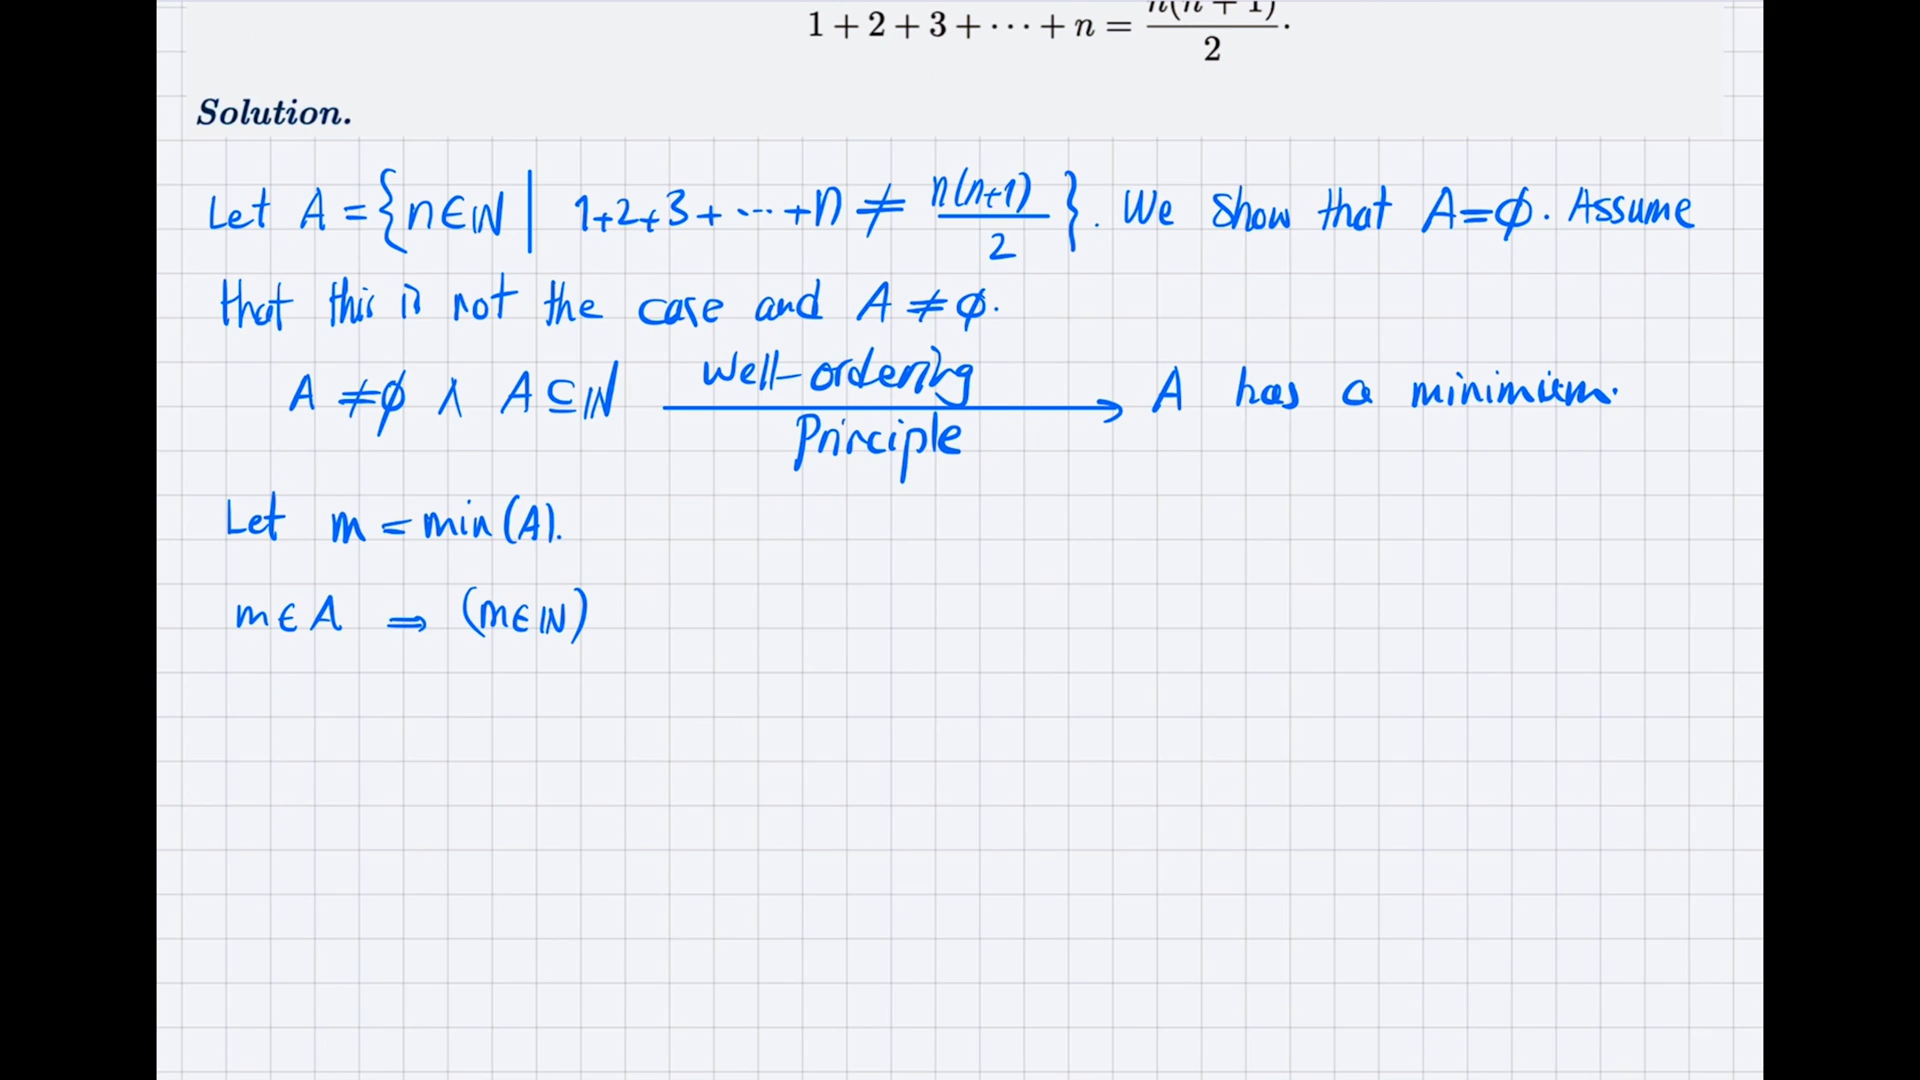 1 + 2 + 3 + ⋯ + n = n(n + 1)/2.
Solution.
Let A = {n∈ℕ | 1+2+3+⋯+n ≠ n(n+1)/2}. We show that A=∅. Assume
that this is not the case and A ≠ ∅.
A ≠ ∅ ∧ A ⊆ ℕ Well-ordering Principle → A has a minimum.
Let m = min(A).
m∈A ⇒ (m∈ℕ)